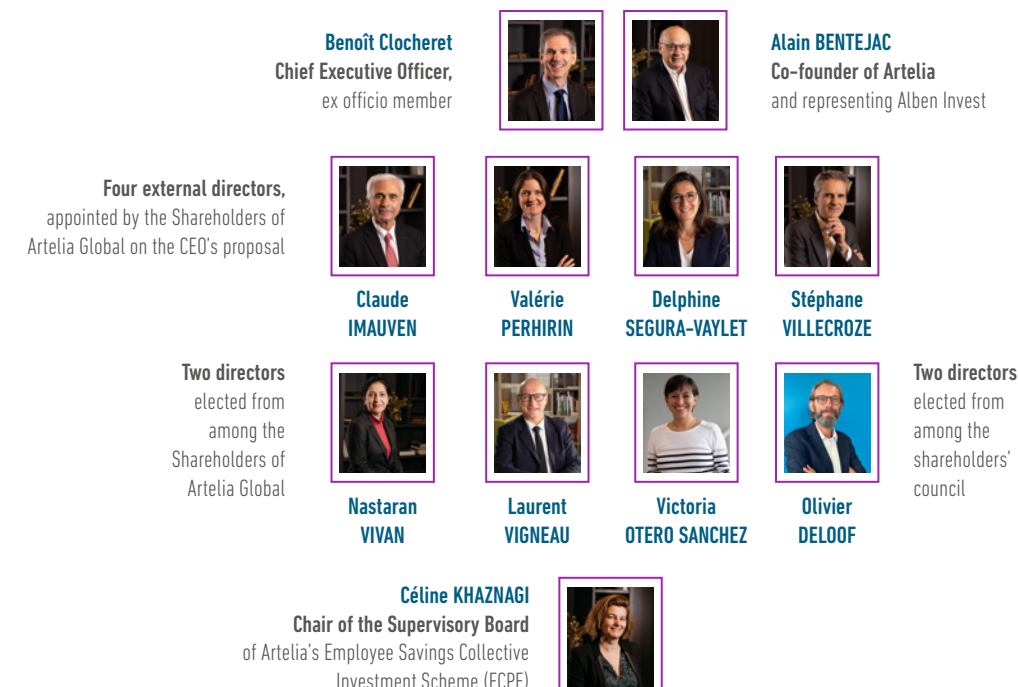 Benoît Clocheret
Chief Executive Officer,
ex officio member
Alain BENTEJAC
Co-founder of Artelia
and representing Alben Invest
Four external directors,
appointed by the Shareholders of
Artelia Global on the CEO's proposal
Claude
IMAUVEN
Valérie
PERHIRIN
Delphine
SEGURA-VAYLET
Stéphane
VILLECROZE
Two directors
elected from
among the
Shareholders of
Artelia Global
Nastaran
VIVAN
Laurent
VIGNEAU
Victoria
OTERO SANCHEZ
Olivier
DELOOF
Two directors
elected from
among the
shareholders'
council
Céline KHAZNAGI
Chair of the Supervisory Board
of Artelia's Employee Savings Collective
Investment Scheme (FCPE)